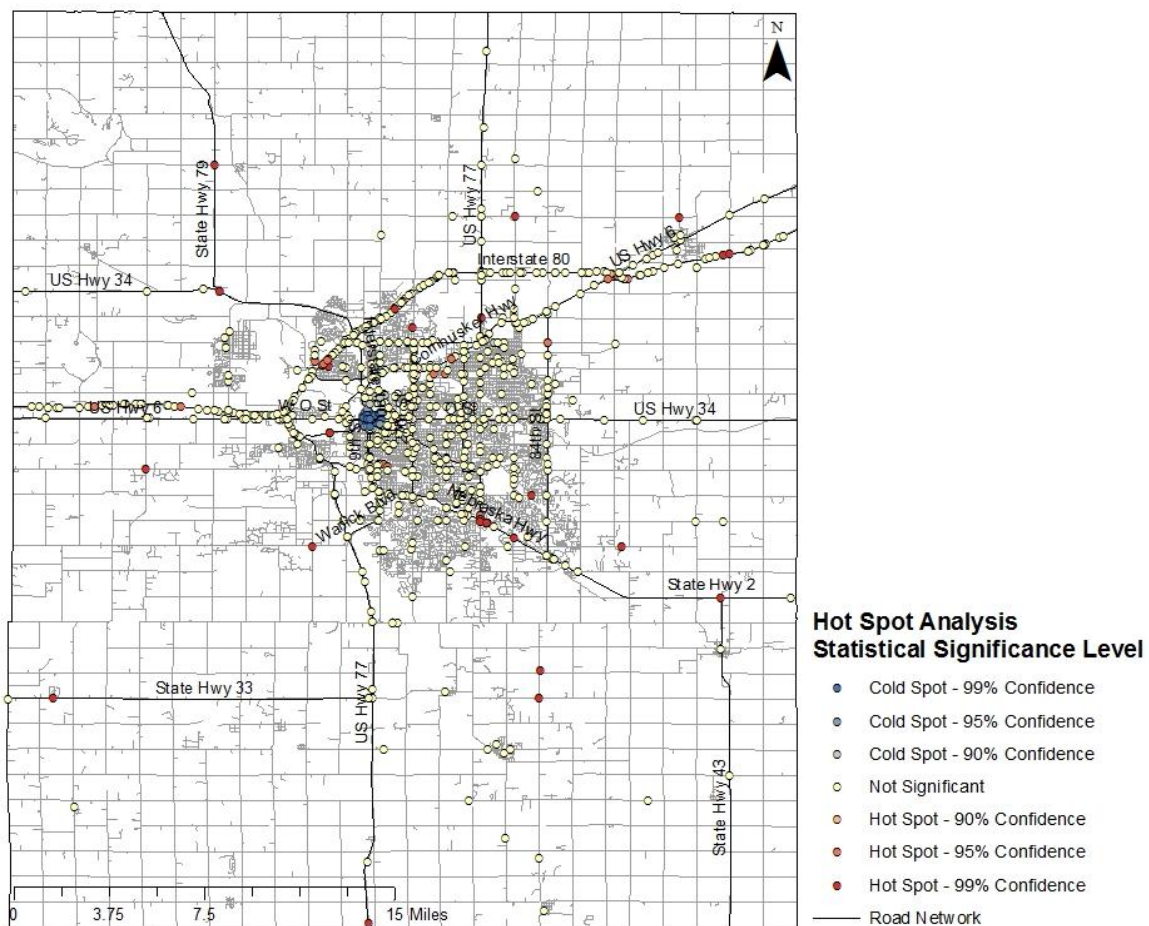 N
State Hwy 79
US Hwy 77
US Hwy 6
Interstate 80
US Hwy 34
Cornhusker Hwy
US Hwy 6
W O St
O St
US Hwy 34
9th St
84th St
Warlick Blvd
Nebraska Hwy
State Hwy 2
State Hwy 33
US Hwy 77
State Hwy 43
0 3.75 7.5 15 Miles
Hot Spot Analysis
Statistical Significance Level
Cold Spot - 99% Confidence
Cold Spot - 95% Confidence
Cold Spot - 90% Confidence
Not Significant
Hot Spot - 90% Confidence
Hot Spot - 95% Confidence
Hot Spot - 99% Confidence
Road Network